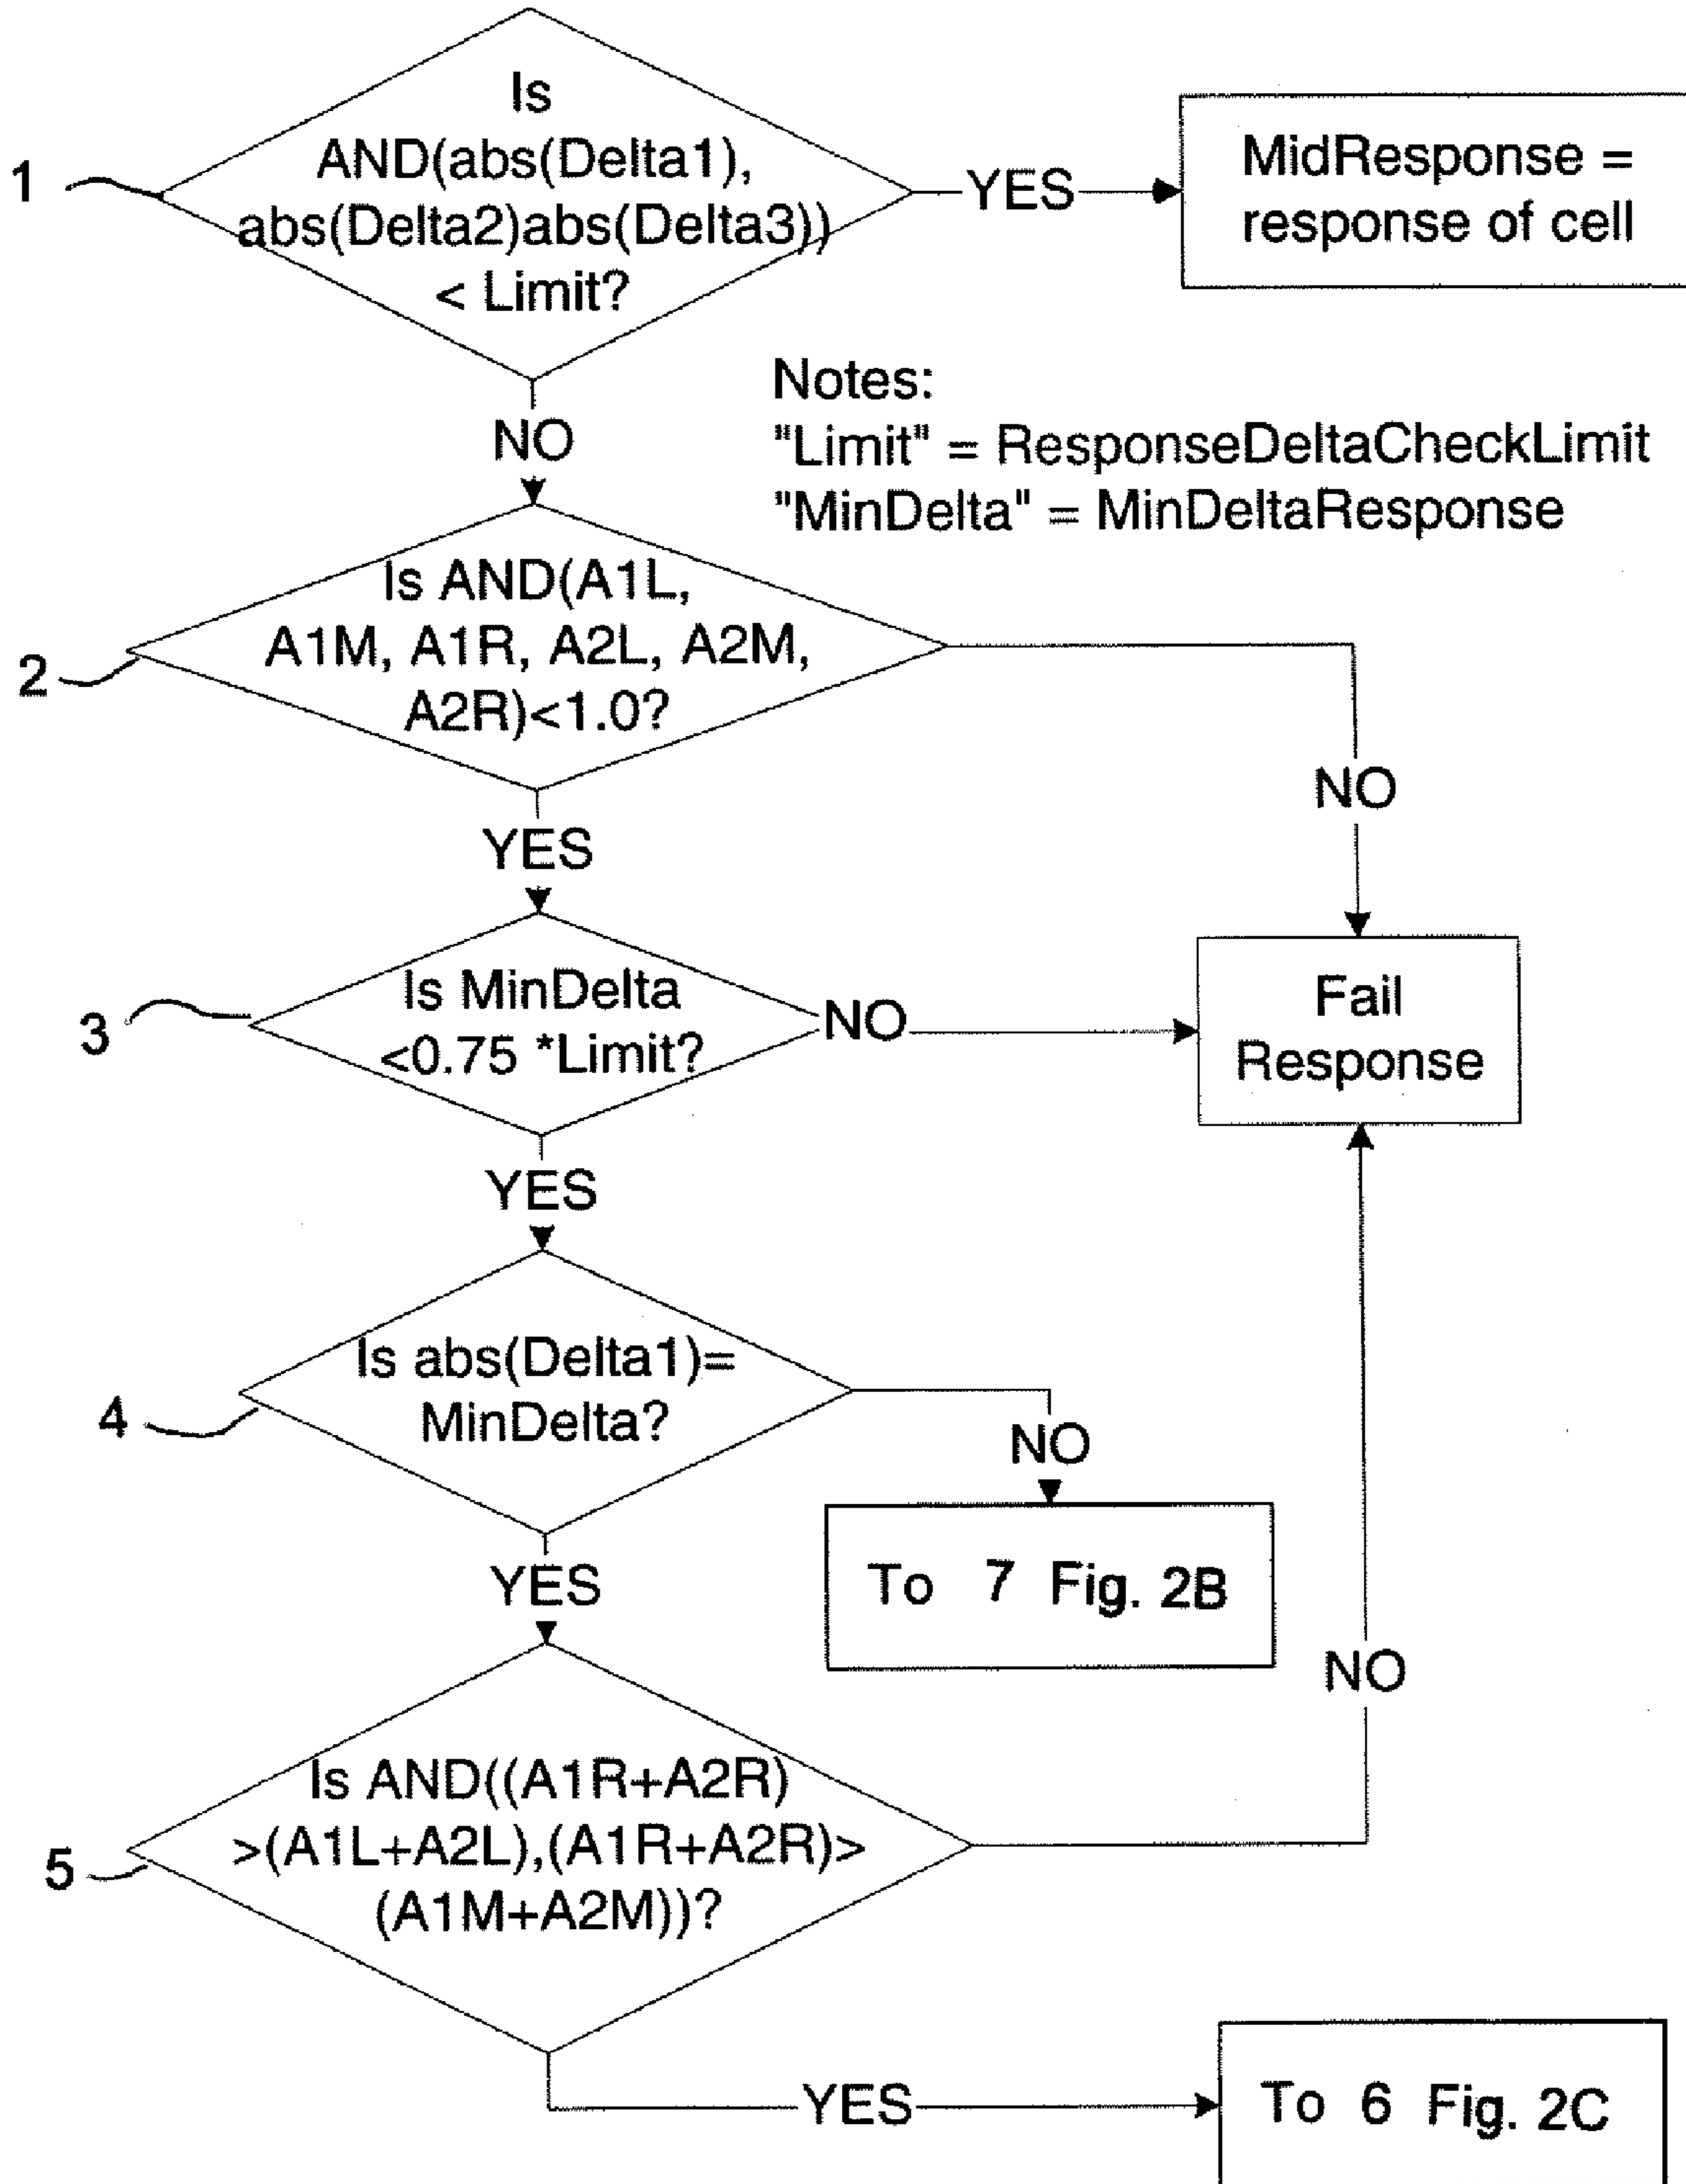 Is
AND(abs(Delta1),
abs(Delta2)abs(Delta3))
< Limit?
1
YES
MidResponse =
response of cell
NO
Notes:
"Limit" = ResponseDeltaCheckLimit
"MinDelta" = MinDeltaResponse
Is AND(A1L,
A1M, A1R, A2L, A2M,
A2R)<1.0?
2
NO
YES
Is MinDelta
<0.75 *Limit?
3
NO
Fail
Response
YES
Is abs(Delta1)=
MinDelta?
4
NO
To 7 Fig. 2B
YES
Is AND((A1R+A2R)
>(A1L+A2L),(A1R+A2R)>
(A1M+A2M))?
5
NO
YES
To 6 Fig. 2C